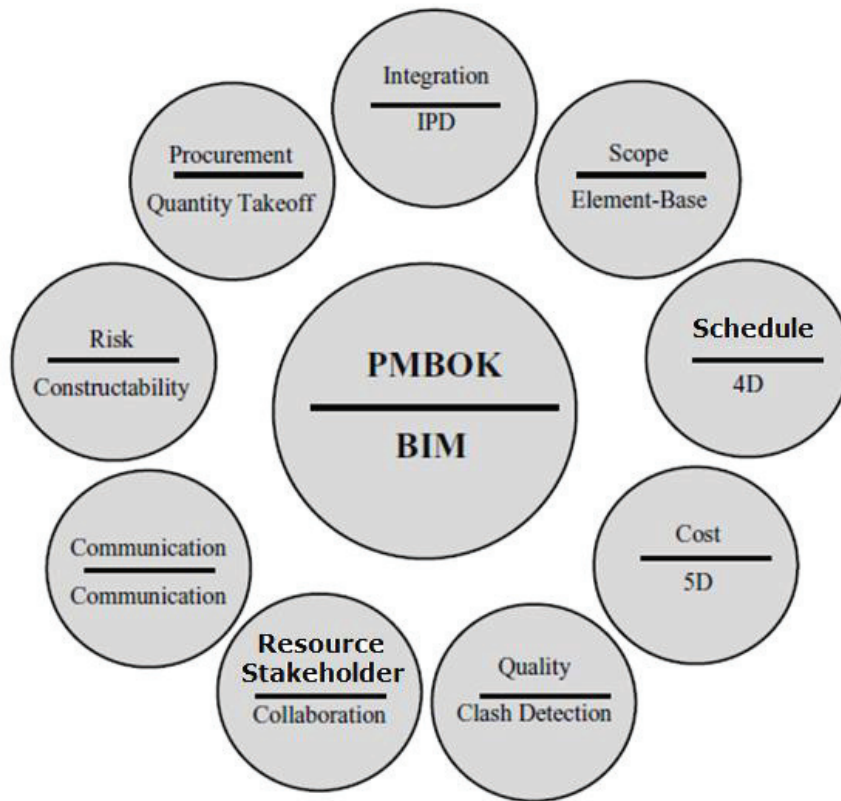 Integration
IPD
Scope
Element-Base
Schedule
4D
Cost
5D
Quality
Clash Detection
Resource
Stakeholder
Collaboration
Communication
Communication
Risk
Constructability
Procurement
Quantity Takeoff
PMBOK
BIM